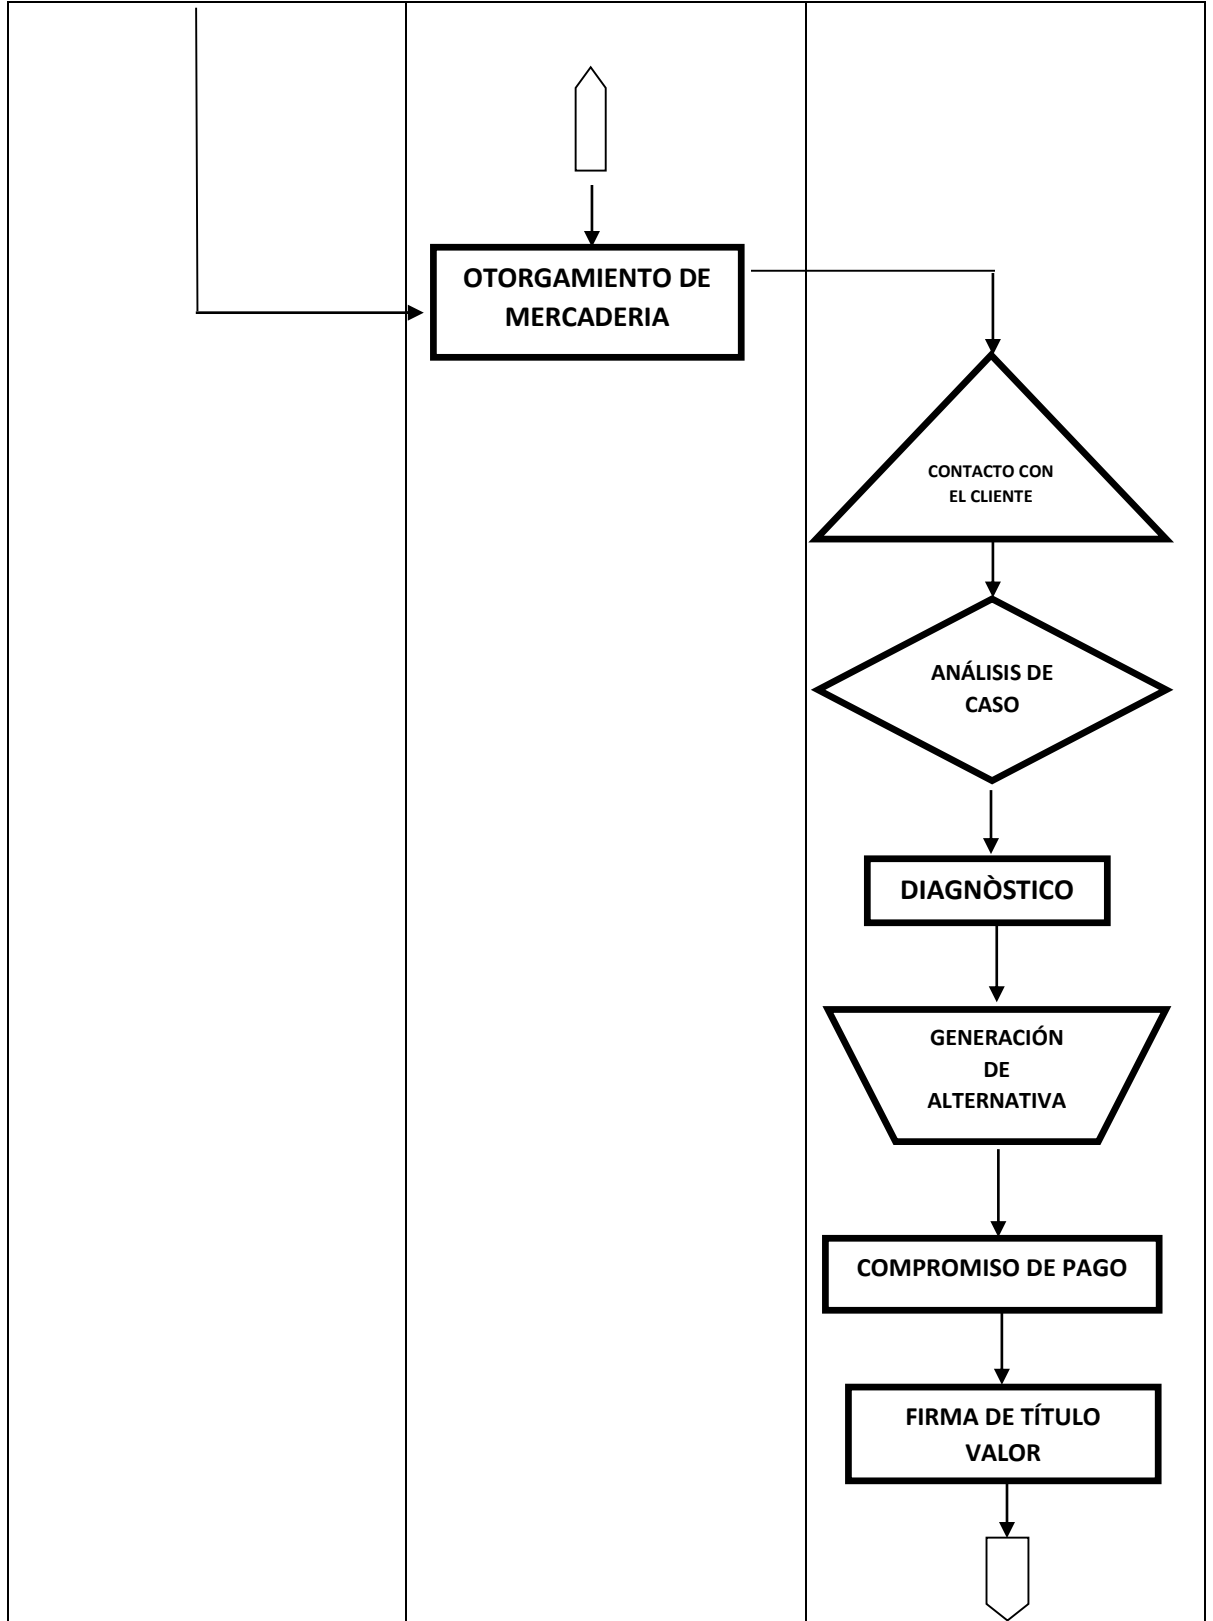 OTORGAMIENTO DE
MERCADERIA
CONTACTO CON
EL CLIENTE
ANÁLISIS DE
CASO
DIAGNÒSTICO
GENERACIÓN
DE
ALTERNATIVA
COMPROMISO DE PAGO
FIRMA DE TÍTULO
VALOR